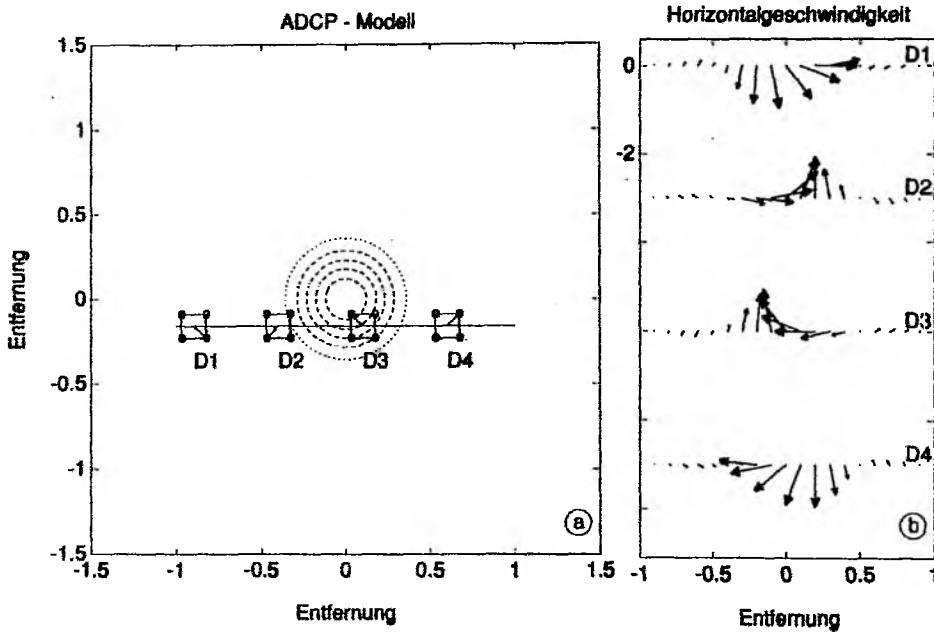 ADCP - Modell
1.5
1
0.5
0
-0.5
-1
-1.5
-1.5
-1
-0.5
0
0.5
1
1.5
Entfernung
Entfernung
D1
D2
D3
D4
a
Horizontalgeschwindigkeit
0
-2
D1
D2
D3
D4
b
-1
-0.5
0
0.5
1
Entfernung